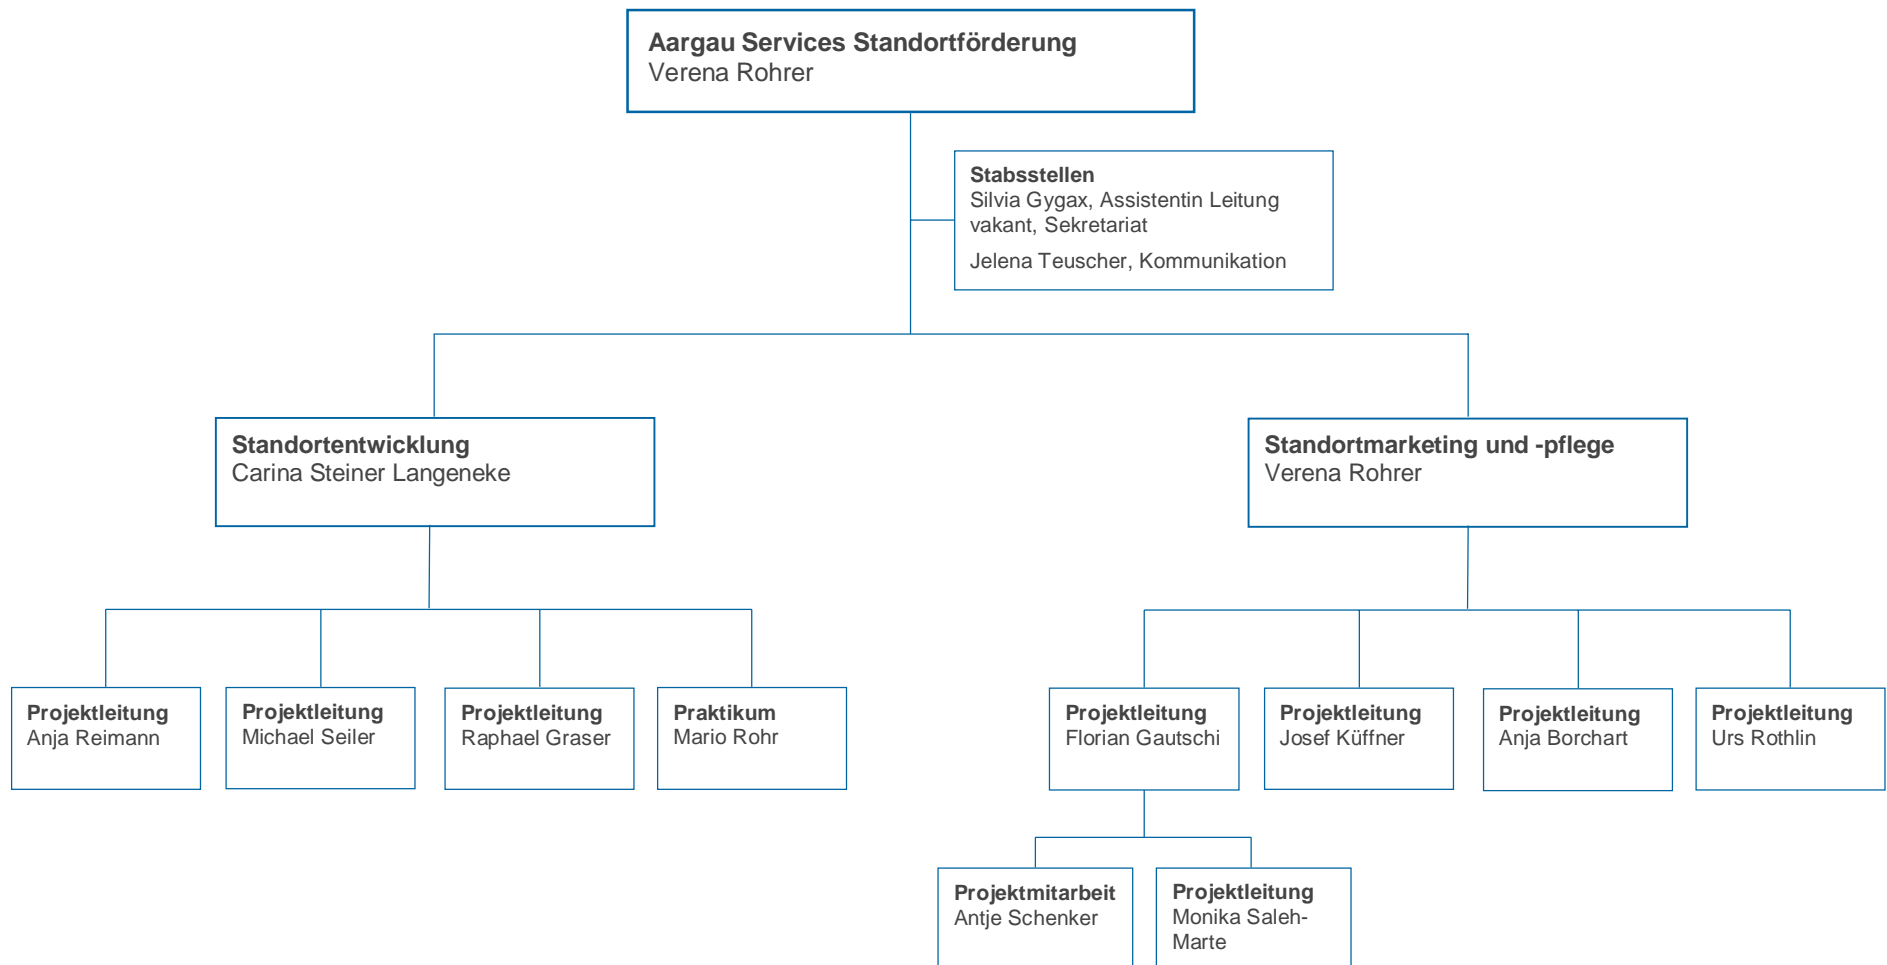 Aargau Services Standortförderung
Verena Rohrer
Stabsstellen
Silvia Gygax, Assistentin Leitung
vakant, Sekretariat
Jelena Teuscher, Kommunikation
Standortentwicklung
Carina Steiner Langeneke
Standortmarketing und -pflege
Verena Rohrer
Projektleitung
Anja Reimann
Projektleitung
Michael Seiler
Projektleitung
Raphael Graser
Praktikum
Mario Rohr
Projektleitung
Florian Gautschi
Projektleitung
Josef Küffner
Projektleitung
Anja Borchart
Projektleitung
Urs Rothlin
Projektmitarbeit
Antje Schenker
Projektleitung
Monika Saleh-
Marte